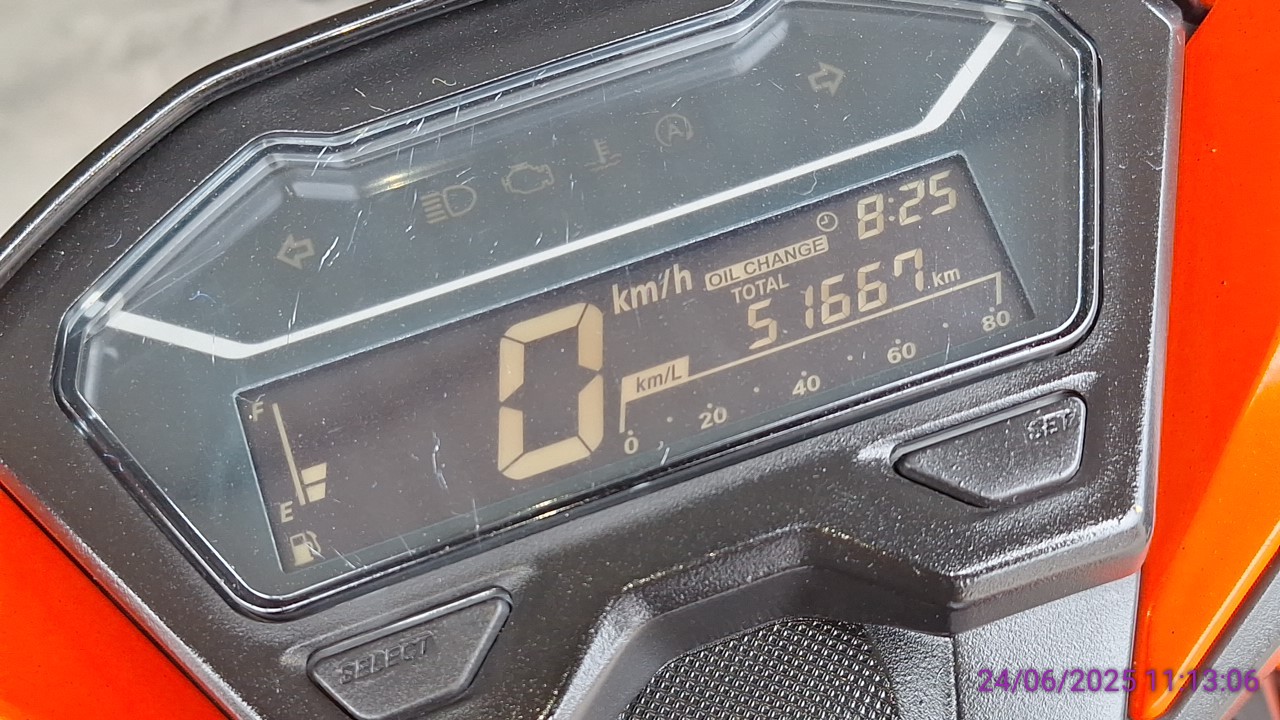 A
8:25
OIL CHANGE
km/h
TOTAL
51667 km
0
km/L
0 20 40 60 80
F
E
SET
SELECT
24/06/2025 11:13:06